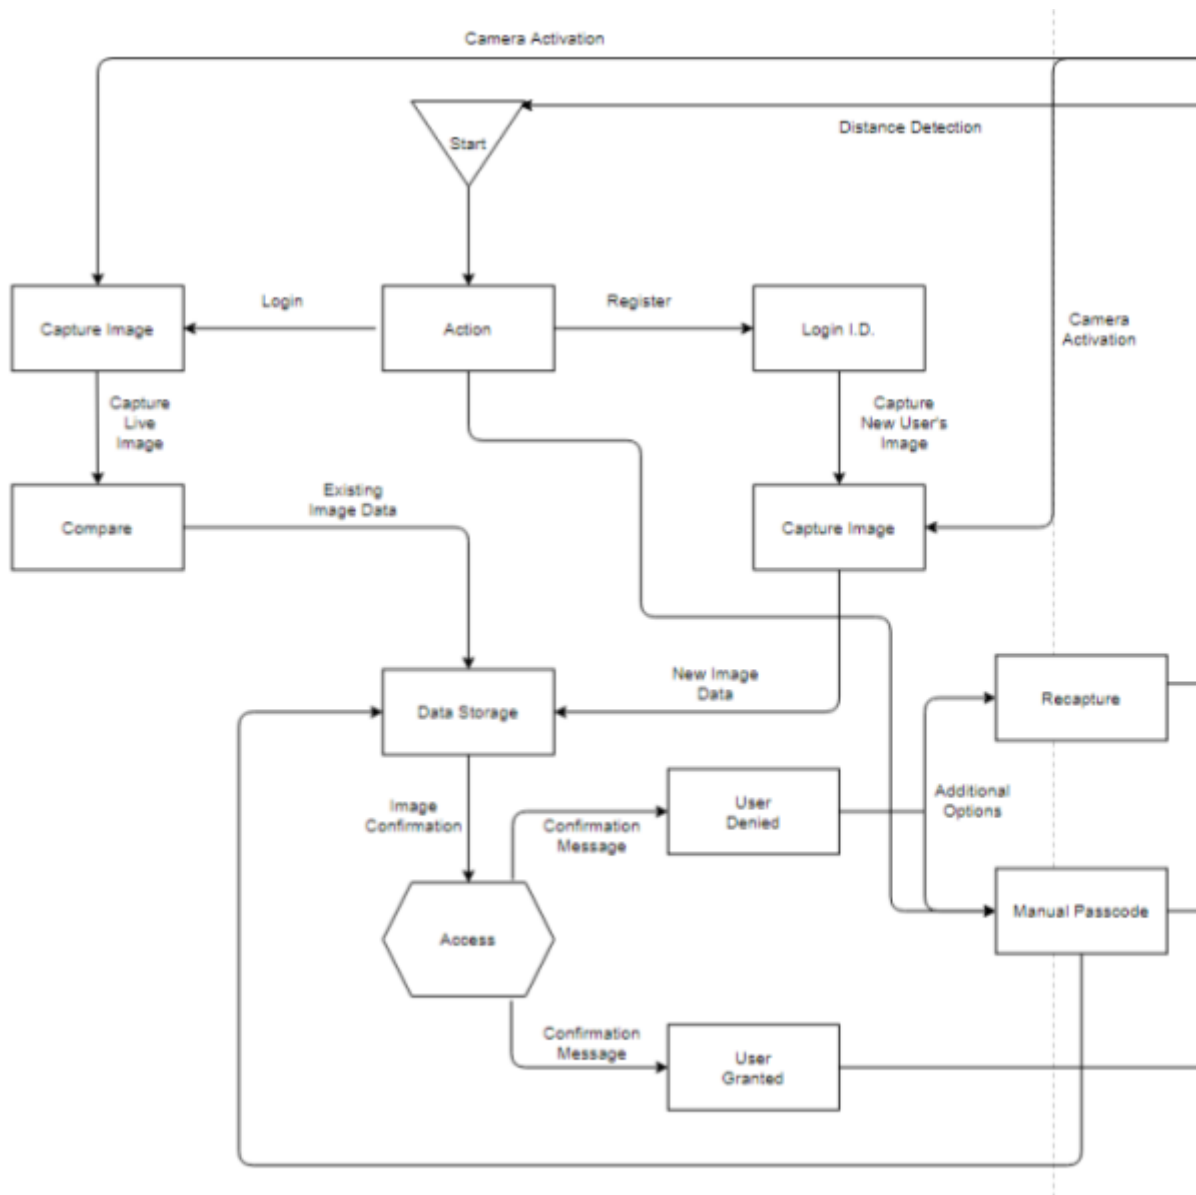 Camera Activation
Start
Distance Detection
Capture Image
Login
Action
Register
Login I.D.
Camera
Activation
Capture
Live
Image
Capture
New User's
Image
Compare
Existing
Image Data
Capture Image
Data Storage
New Image
Data
Recapture
Image
Confirmation
Confirmation
Message
User
Denied
Additional
Options
Access
Manual Passcode
Confirmation
Message
User
Granted